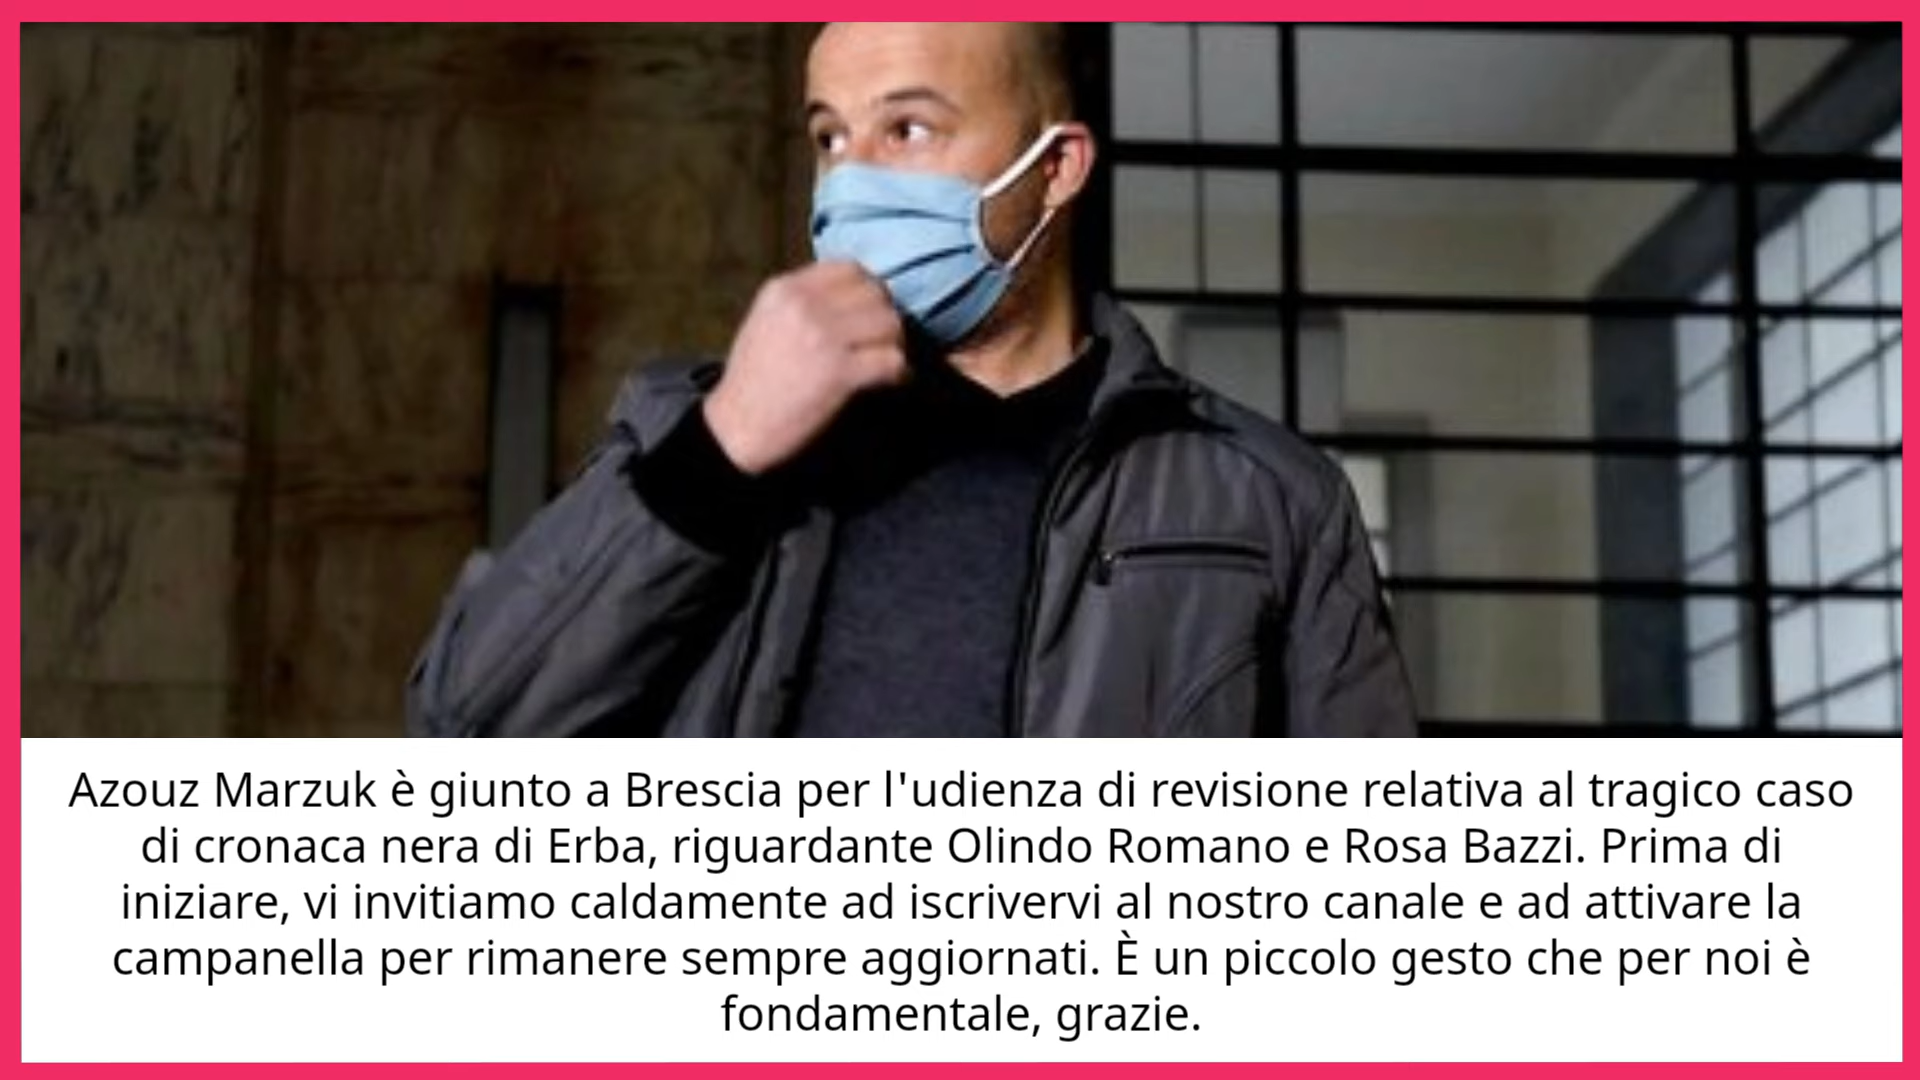 Azouz Marzuk è giunto a Brescia per l'udienza di revisione relativa al tragico caso
di cronaca nera di Erba, riguardante Olindo Romano e Rosa Bazzi. Prima di
iniziare, vi invitiamo caldamente ad iscrivervi al nostro canale e ad attivare la
campanella per rimanere sempre aggiornati. È un piccolo gesto che per noi è
fondamentale, grazie.